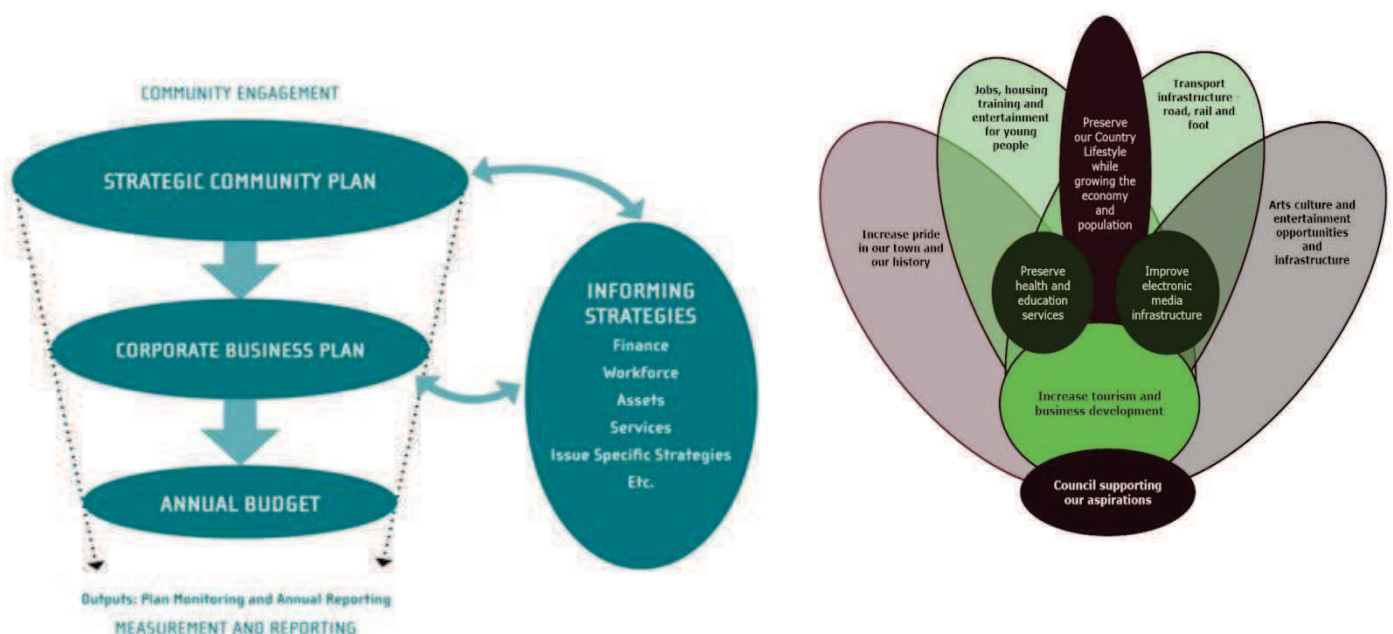 COMMUNITY ENGAGEMENT
STRATEGIC COMMUNITY PLAN
CORPORATE BUSINESS PLAN
ANNUAL BUDGET
Outputs: Plan Monitoring and Annual Reporting
MEASUREMENT AND REPORTING
INFORMING
STRATEGIES
Finance
Workforce
Assets
Services
Issue Specific Strategies
Etc.
Increase pride
in our town and
our history
Jobs, housing
training and
entertainment
for young
people
Preserve
our Country
Lifestyle
while
growing the
economy
and
population
Transport
infrastructure -
road, rail and
foot
Arts culture and
entertainment
opportunities
and
infrastructure
Preserve
health and
education
services
Improve
electronic
media
infrastructure
Increase tourism and
business development
Council supporting
our aspirations